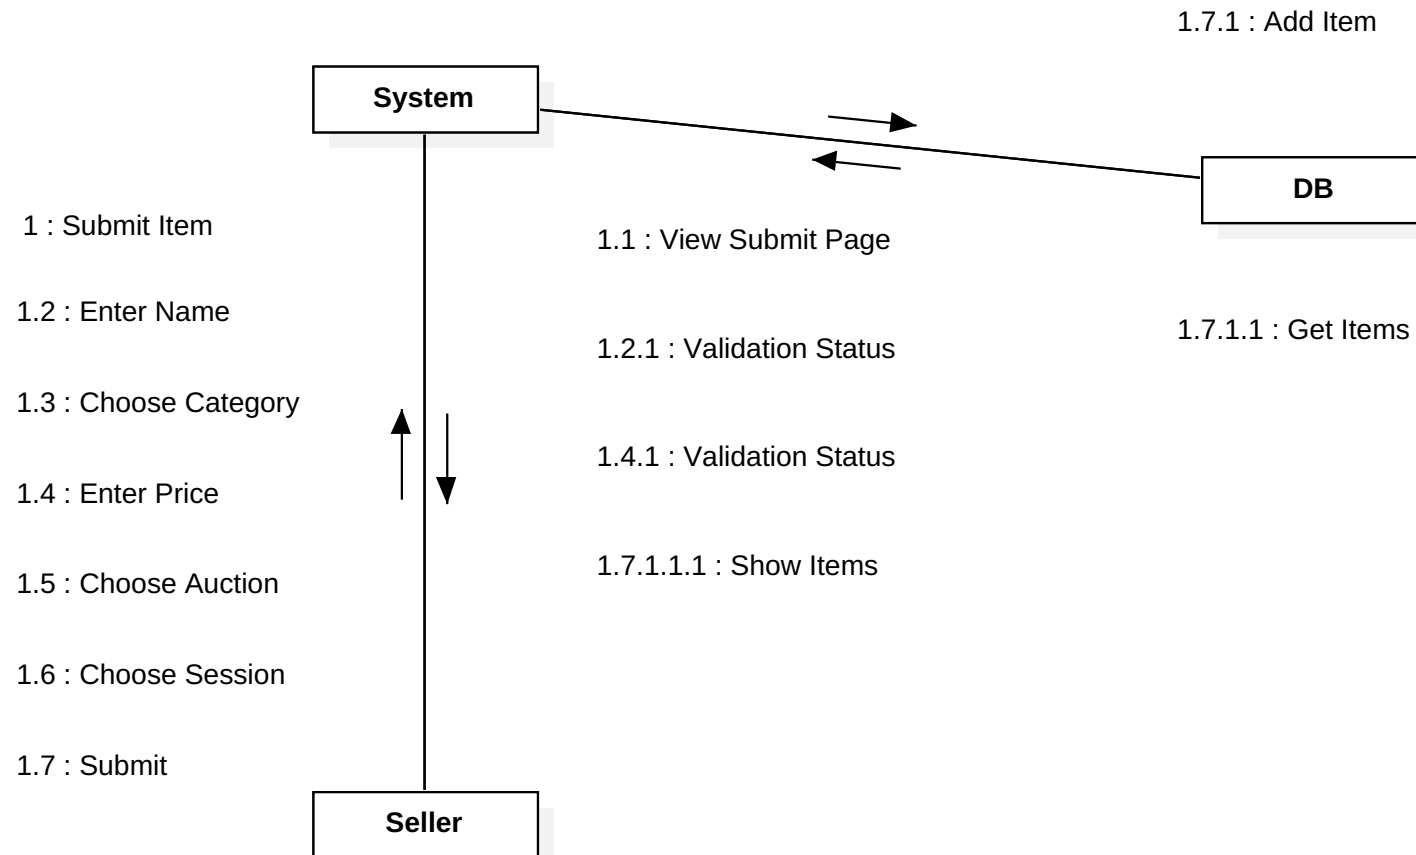 1.7.1 : Add Item
System
DB
1 : Submit Item
1.1 : View Submit Page
1.2 : Enter Name
1.7.1.1 : Get Items
1.2.1 : Validation Status
1.3 : Choose Category
1.4.1 : Validation Status
1.4 : Enter Price
1.7.1.1.1 : Show Items
1.5 : Choose Auction
1.6 : Choose Session
1.7 : Submit
Seller